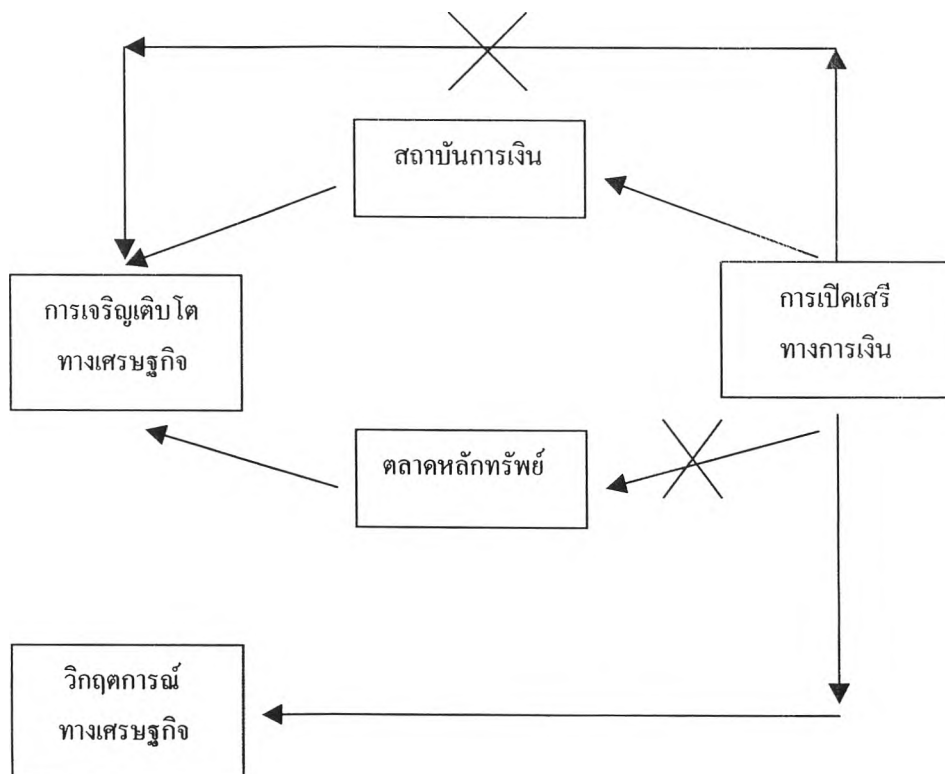 สถาบันการเงิน
การเจริญเติบโต
ทางเศรษฐกิจ
การเปิดเสรี
ทางการเงิน
ตลาดหลักทรัพย์
วิกฤตการณ์
ทางเศรษฐกิจ